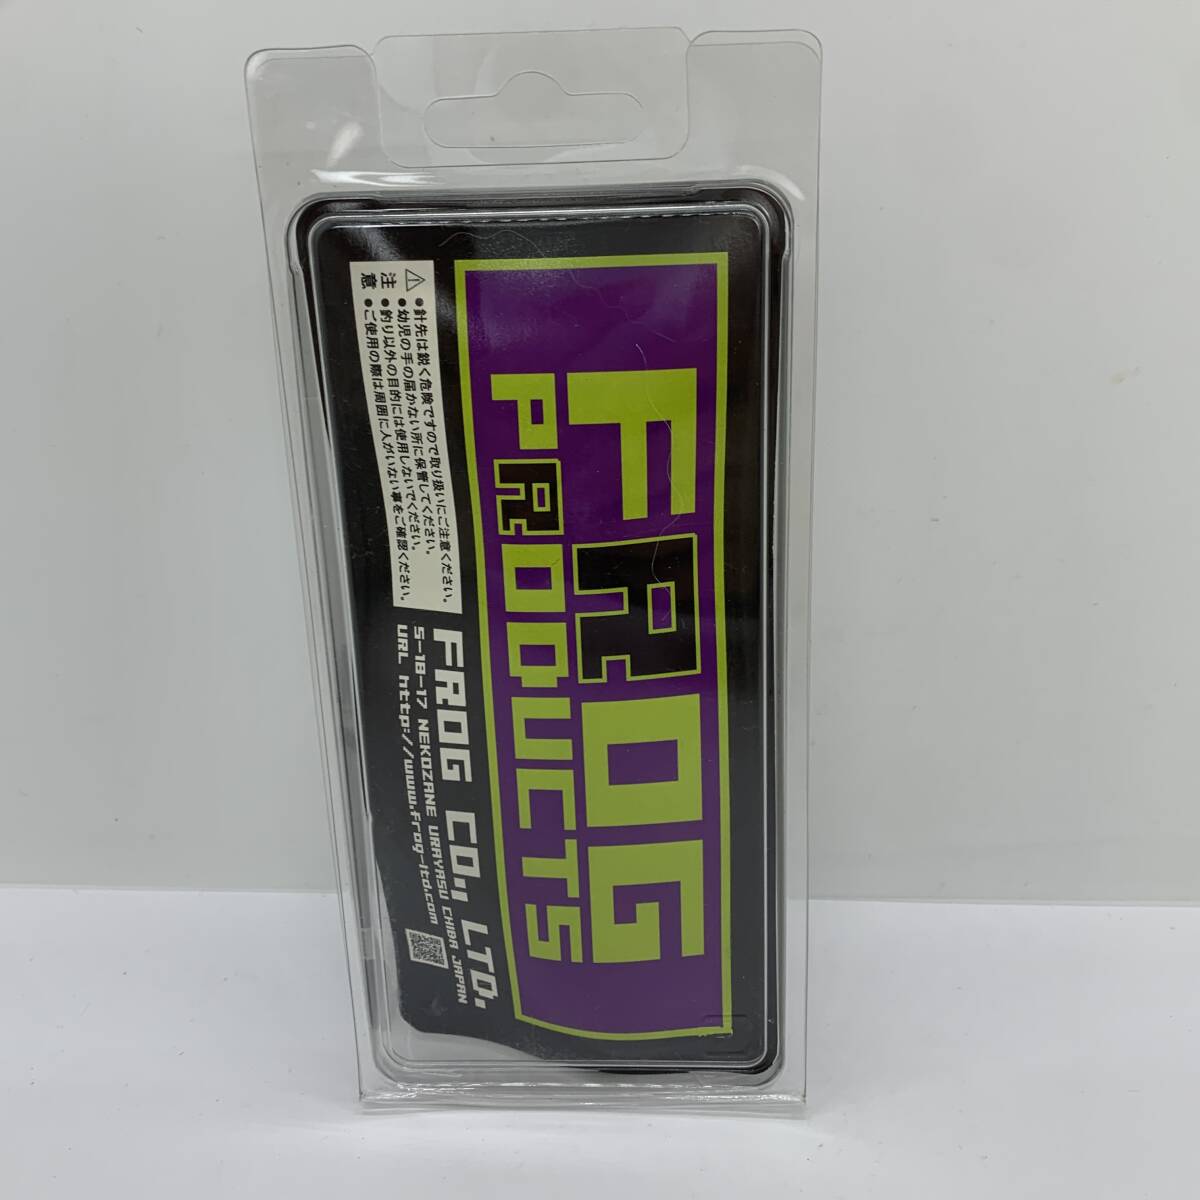 FROG
PRODUCTS
⚠
注意
●針先は鋭く危険ですので取り扱いにご注意ください。
●幼児の手の届かない所に保管してください。
●釣り以外の目的には使用しないでください。
●ご使用の際は周囲に人がいない事をご確認ください。
FROG CO., LTD.
5-18-17 NEKOZANE URAYASU CHIBA JAPAN
URL http://www.frog-ltd.com